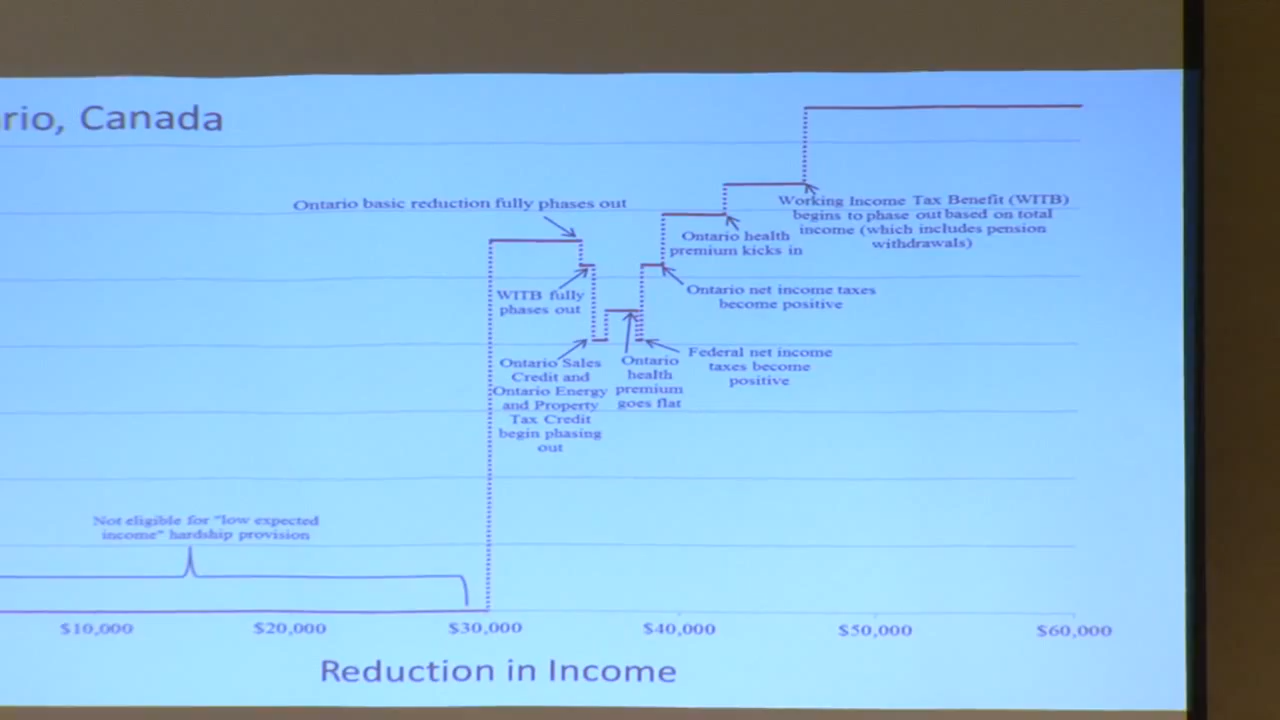 rio, Canada
Ontario basic reduction fully phases out
Working Income Tax Benefit (WITB)
begins to phase out based on total
income (which includes pension
withdrawals)
Ontario health
premium kicks in
WITB fully
phases out
Ontario net income taxes
become positive
Ontario Sales
Credit and
Ontario Energy
and Property
Tax Credit
begin phasing
out
Ontario
health
premium
goes flat
Federal net income
taxes become
positive
Not eligible for "low expected
income" hardship provision
$10,000
$20,000
$30,000
$40,000
$50,000
$60,000
Reduction in Income